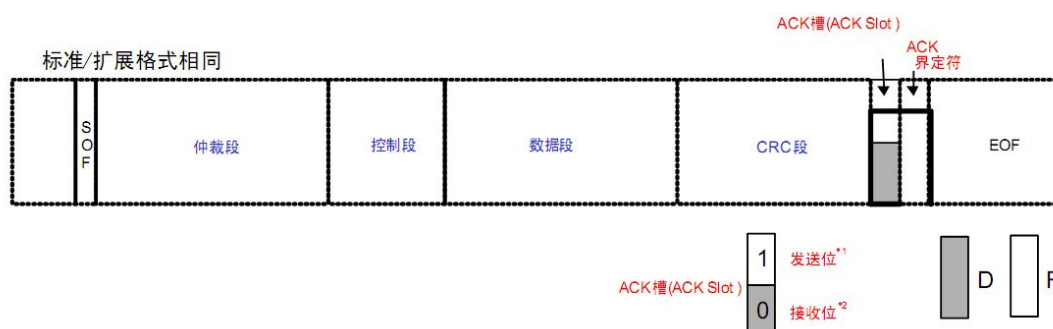 ACK槽(ACK Slot)
ACK
界定符
标准/扩展格式相同
SOF
仲裁段
控制段
数据段
CRC段
EOF
ACK槽(ACK Slot)
1 发送位*1
0 接收位*2
D